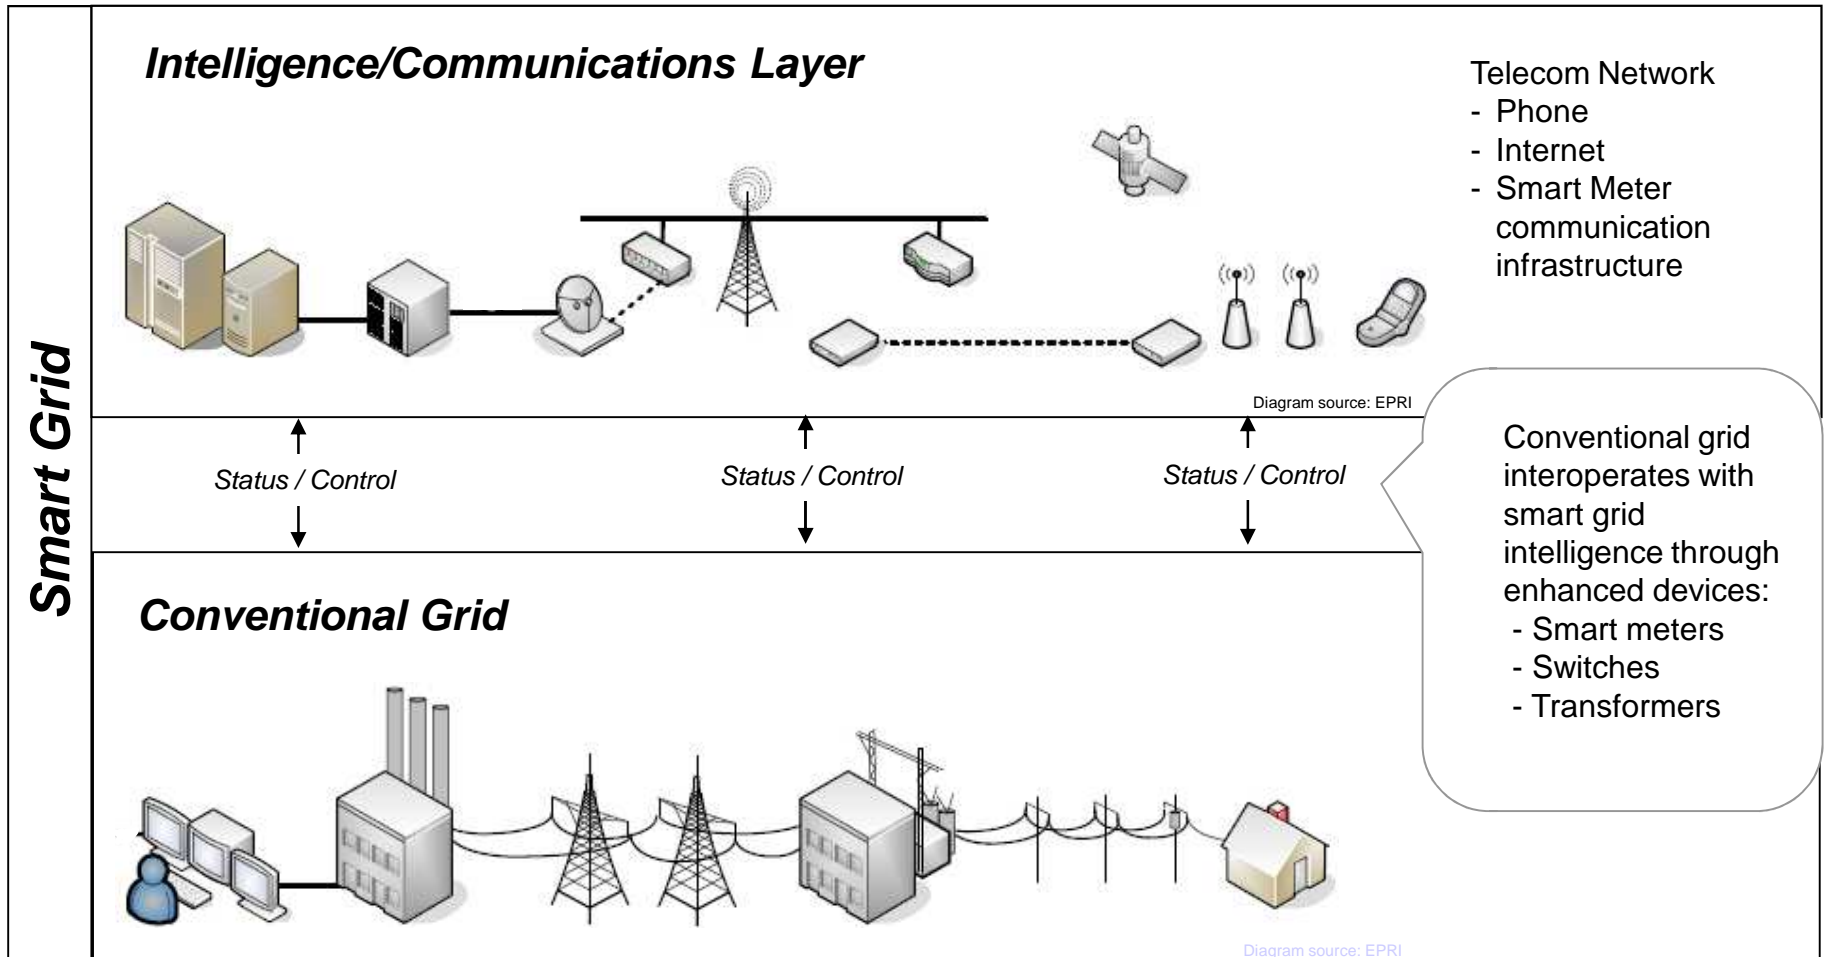 Smart Grid
Intelligence/Communications Layer
Telecom Network
- Phone
- Internet
- Smart Meter
communication
infrastructure
Diagram source: EPRI
Status / Control
Status / Control
Status / Control
Conventional grid
interoperates with
smart grid
intelligence through
enhanced devices:
- Smart meters
- Switches
- Transformers
Conventional Grid
Diagram source: EPRI